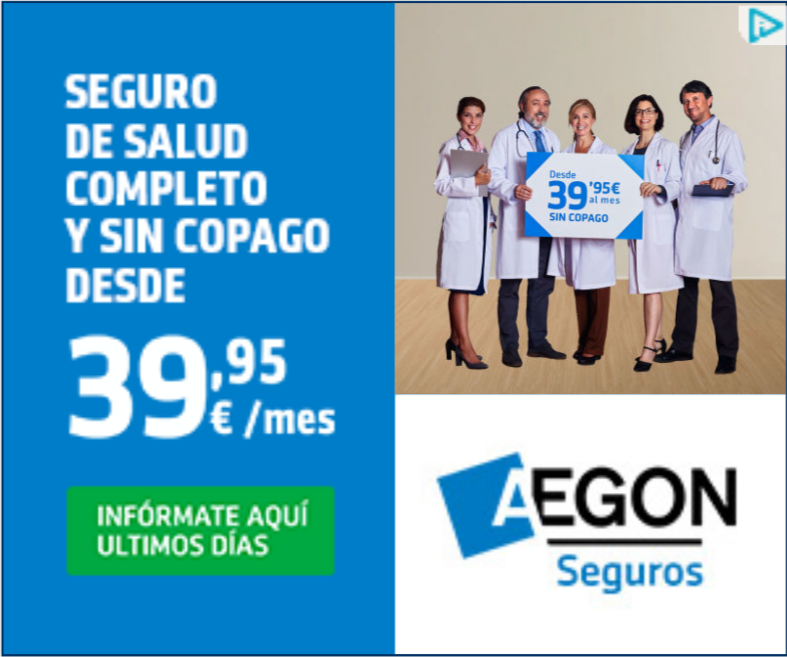 SEGURO
DE SALUD
COMPLETO
Y SIN COPAGO
DESDE
39,95
€/mes
INFÓRMATE AQUÍ
ULTIMOS DÍAS
Desde
39'95€
al mes
SIN COPAGO
AEGON
Seguros